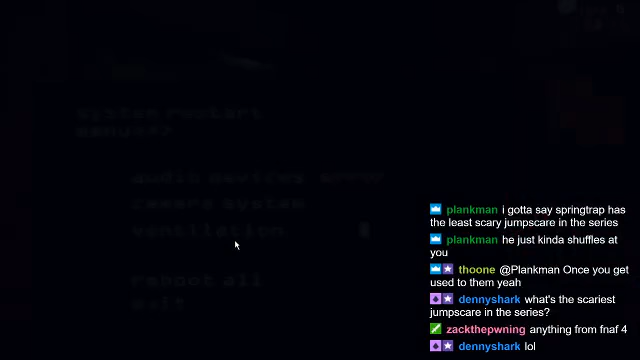 system restart
menu>>>
audio devices error
camera system
ventilation
reboot all
exit
plankman i gotta say springtrap has
the least scary jumpscare in the series
plankman he just kinda shuffles at
you
thoone @Plankman Once you get
used to them yeah
dennyshark what's the scariest
jumpscare in the series?
zackthepwning anything from fnaf 4
dennyshark lol